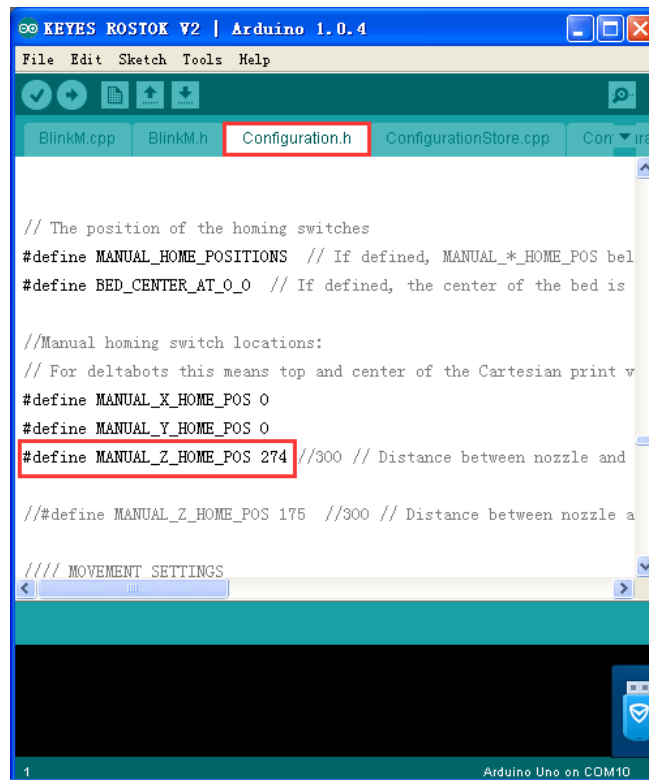 KEYES ROSTOK V2 | Arduino 1.0.4
File Edit Sketch Tools Help
BlinkM.cpp BlinkM.h Configuration.h ConfigurationStore.cpp
// The position of the homing switches
#define MANUAL_HOME_POSITIONS // If defined, MANUAL_*_HOME_POS bel
#define BED_CENTER_AT_0_0 // If defined, the center of the bed is
//Manual homing switch locations:
// For deltabots this means top and center of the Cartesian print v
#define MANUAL_X_HOME_POS 0
#define MANUAL_Y_HOME_POS 0
#define MANUAL_Z_HOME_POS 274 //300 // Distance between nozzle and
//#define MANUAL_Z_HOME_POS 175 //300 // Distance between nozzle a
//// MOVEMENT SETTINGS
1 Arduino Uno on COM10